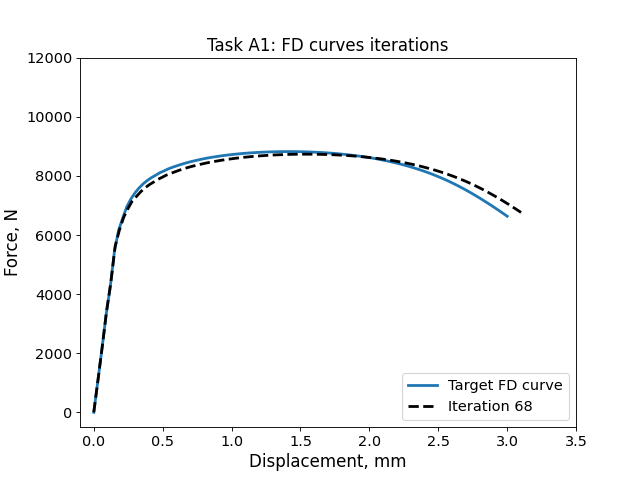 Task A1: FD curves iterations
12000
10000
8000
6000
4000
2000
0
Force, N
Target FD curve
Iteration 68
0.0 0.5 1.0 1.5 2.0 2.5 3.0 3.5
Displacement, mm